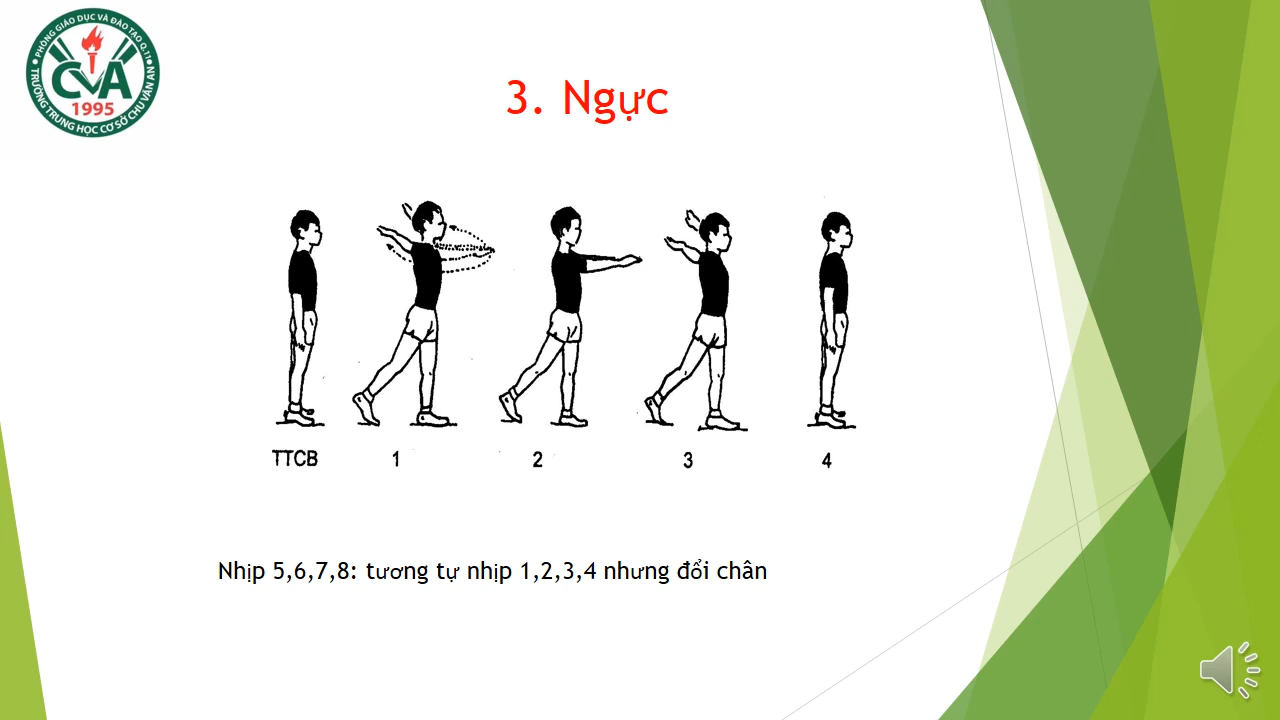 PHÒNG GIÁO DỤC VÀ ĐÀO TẠO Q.11
CVA
1995
TRƯỜNG TRUNG HỌC CƠ SỞ CHU VĂN AN
3. Ngực
TTCB 1 2 3 4
Nhịp 5,6,7,8: tương tự nhịp 1,2,3,4 nhưng đổi chân